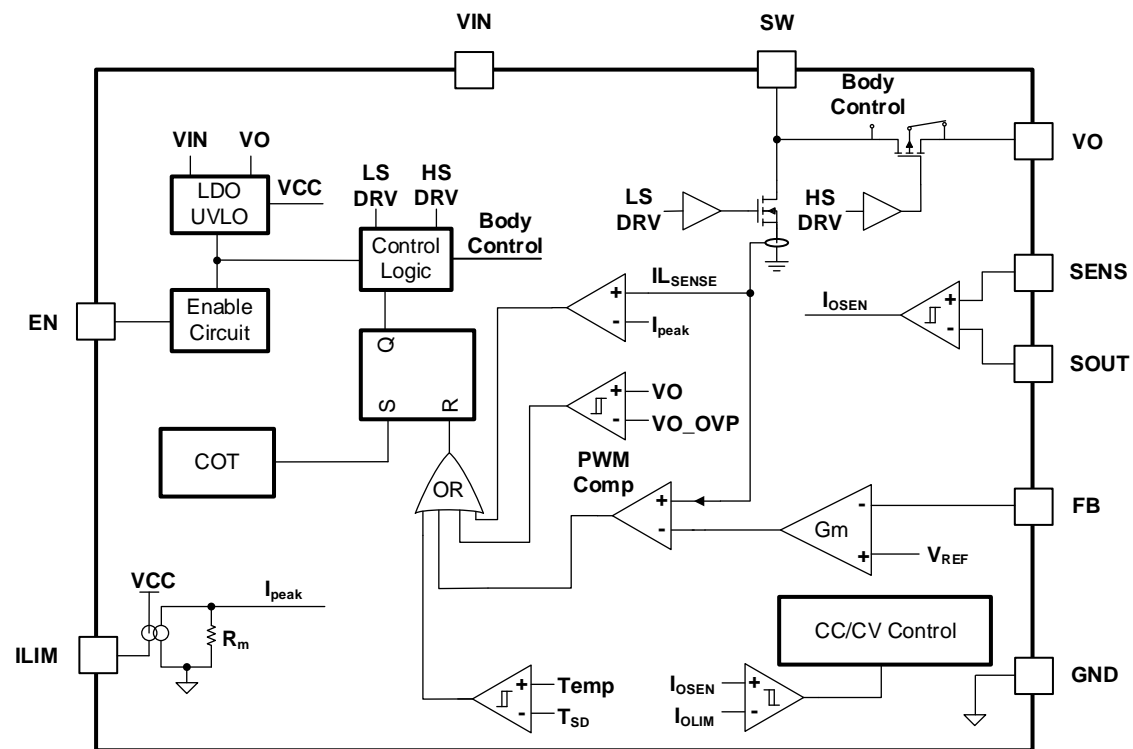 VIN
SW
Body
Control
VO
VIN
VO
LDO
UVLO
VCC
LS
DRV
HS
DRV
Body
Control
Control
Logic
LS
DRV
HS
DRV
SENS
EN
Enable
Circuit
ILSENSE
+
-
Ipeak
IOSEN
+
-
SOUT
Q
S
R
+
VO
-
VO_OVP
COT
OR
PWM
Comp
+
-
Gm
-
+
FB
VREF
VCC
Ipeak
Rm
ILIM
CC/CV Control
GND
+
Temp
-
TSD
IOSEN
+
IOLIM
-